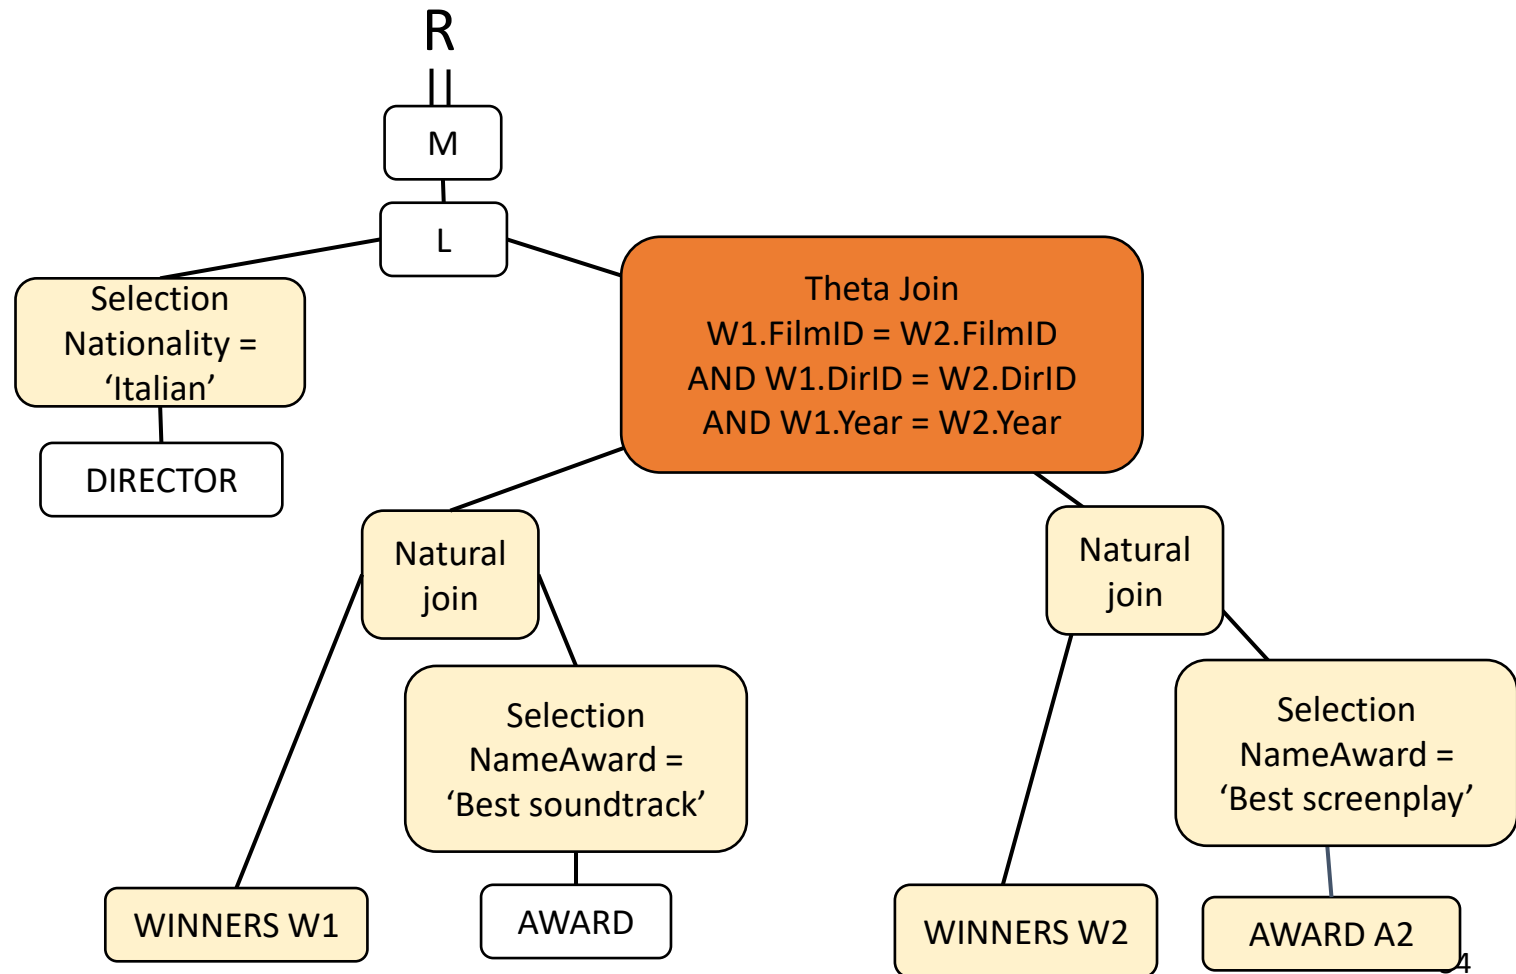 R
M
L
Selection
Nationality =
‘Italian’
DIRECTOR
Theta Join
W1.FilmID = W2.FilmID
AND W1.DirID = W2.DirID
AND W1.Year = W2.Year
Natural
join
Natural
join
Selection
NameAward =
‘Best soundtrack’
Selection
NameAward =
‘Best screenplay’
WINNERS W1
AWARD
WINNERS W2
AWARD A2
4